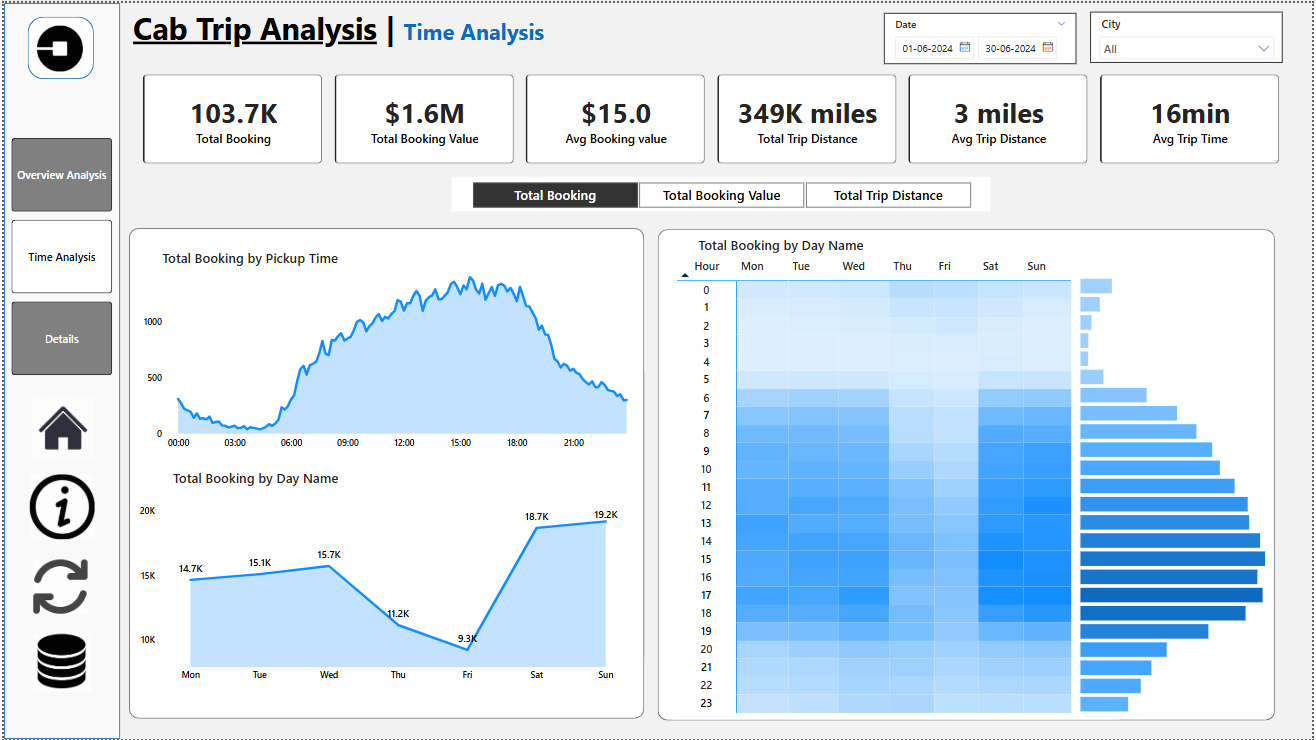 Cab Trip Analysis | Time Analysis
Date
01-06-2024 30-06-2024
City
All
103.7K
Total Booking
$1.6M
Total Booking Value
$15.0
Avg Booking value
349K miles
Total Trip Distance
3 miles
Avg Trip Distance
16min
Avg Trip Time
Overview Analysis
Time Analysis
Details
Total Booking Total Booking Value Total Trip Distance
Total Booking by Pickup Time
1000
500
0
00:00 03:00 06:00 09:00 12:00 15:00 18:00 21:00
Total Booking by Day Name
20K
15K
10K
14.7K 15.1K 15.7K 11.2K 9.3K 18.7K 19.2K
Mon Tue Wed Thu Fri Sat Sun
Total Booking by Day Name
Hour Mon Tue Wed Thu Fri Sat Sun
0
1
2
3
4
5
6
7
8
9
10
11
12
13
14
15
16
17
18
19
20
21
22
23